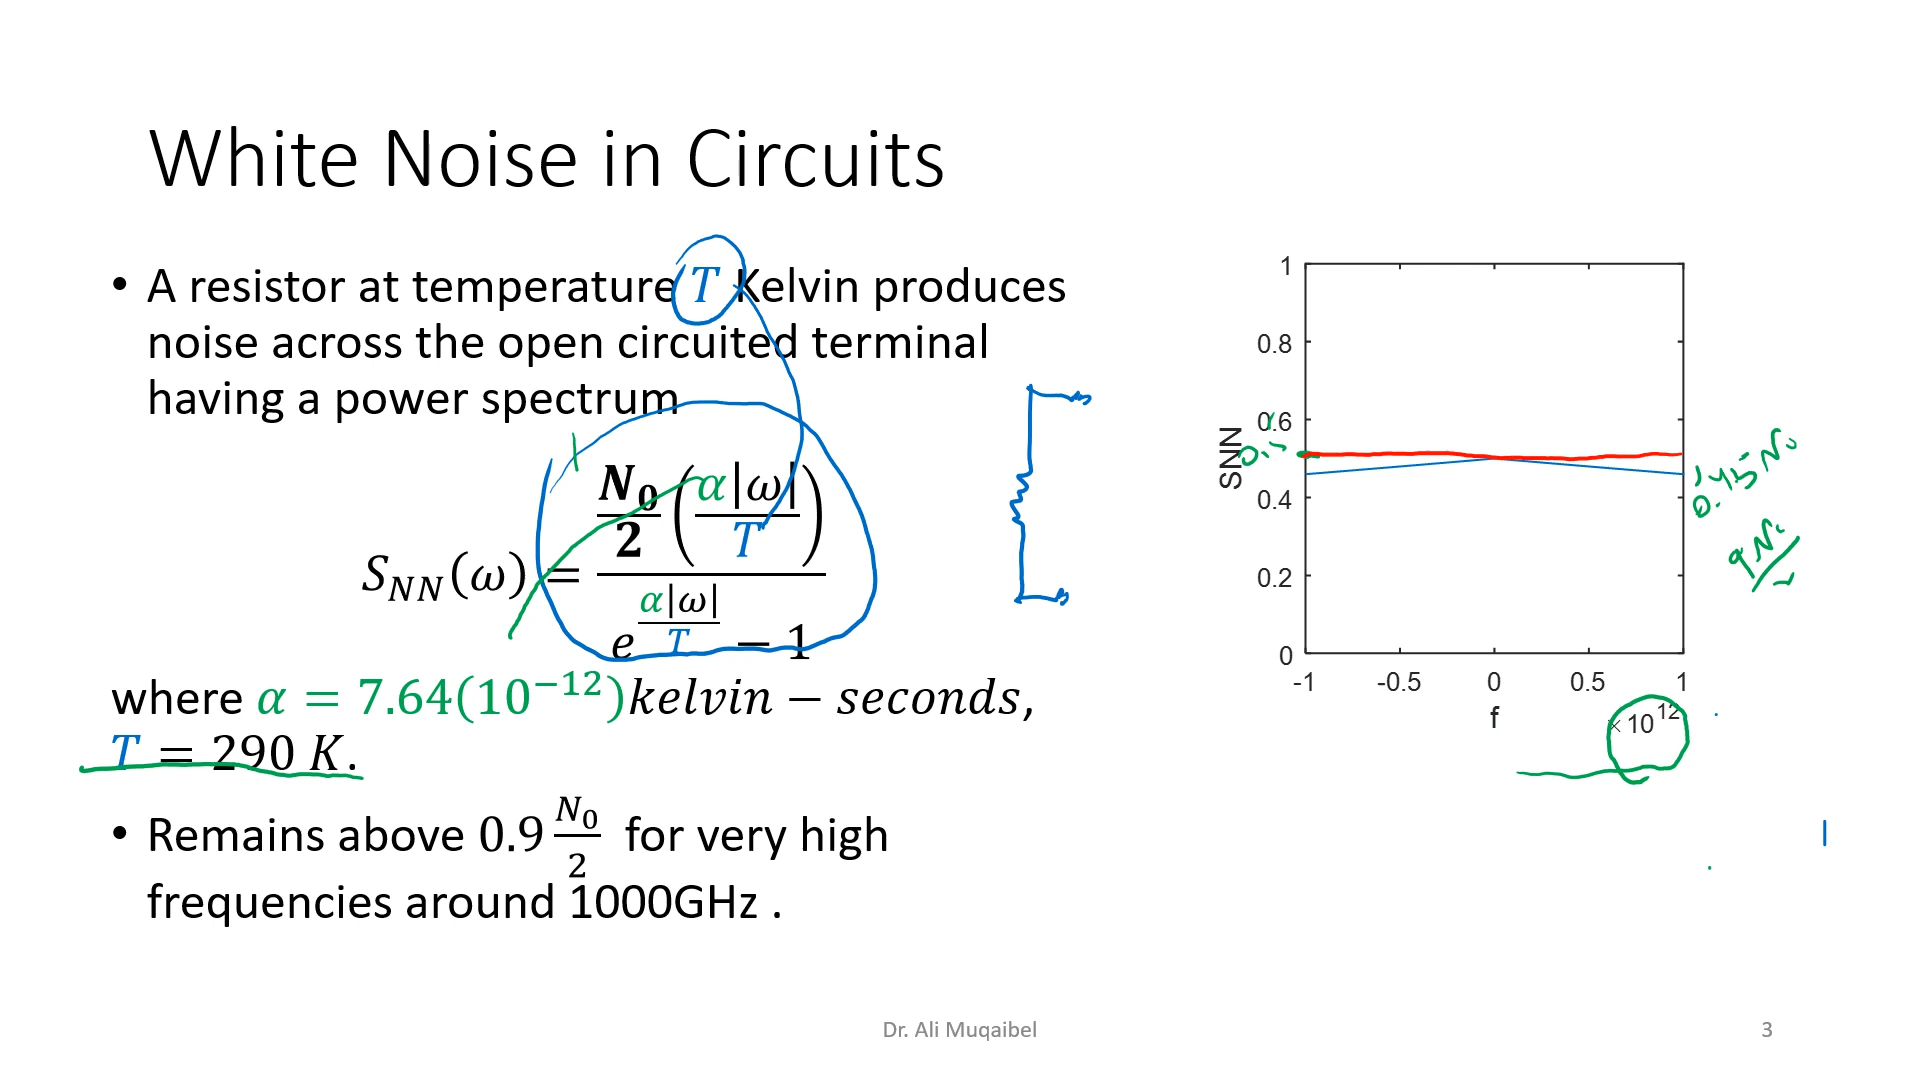 White Noise in Circuits
• A resistor at temperature T Kelvin produces
noise across the open circuited terminal
having a power spectrum
S_NN(ω) = (N_0/2 (α|ω|/T)) / (e^(α|ω|/T) − 1)
where α = 7.64(10^−12)kelvin − seconds,
T = 290 K.
• Remains above 0.9 N_0/2 for very high
frequencies around 1000GHz .
1
0.8
0.6
0.4
0.2
0
SNN
-1 -0.5 0 0.5 1
f
×10^12
0.45 N0
Dr. Ali Muqaibel
3